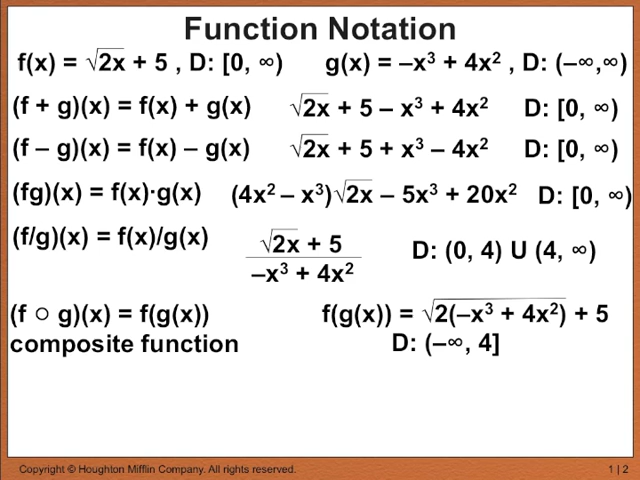 Function Notation
f(x) = √2x + 5 , D: [0, ∞) g(x) = –x³ + 4x² , D: (–∞,∞)
(f + g)(x) = f(x) + g(x) √2x + 5 – x³ + 4x² D: [0, ∞)
(f – g)(x) = f(x) – g(x) √2x + 5 + x³ – 4x² D: [0, ∞)
(fg)(x) = f(x)·g(x) (4x² – x³)√2x – 5x³ + 20x² D: [0, ∞)
(f/g)(x) = f(x)/g(x) √2x + 5 D: (0, 4) U (4, ∞)
–x³ + 4x²
(f ○ g)(x) = f(g(x)) f(g(x)) = √2(–x³ + 4x²) + 5
composite function D: (–∞, 4]
Copyright © Houghton Mifflin Company. All rights reserved. 1 | 2